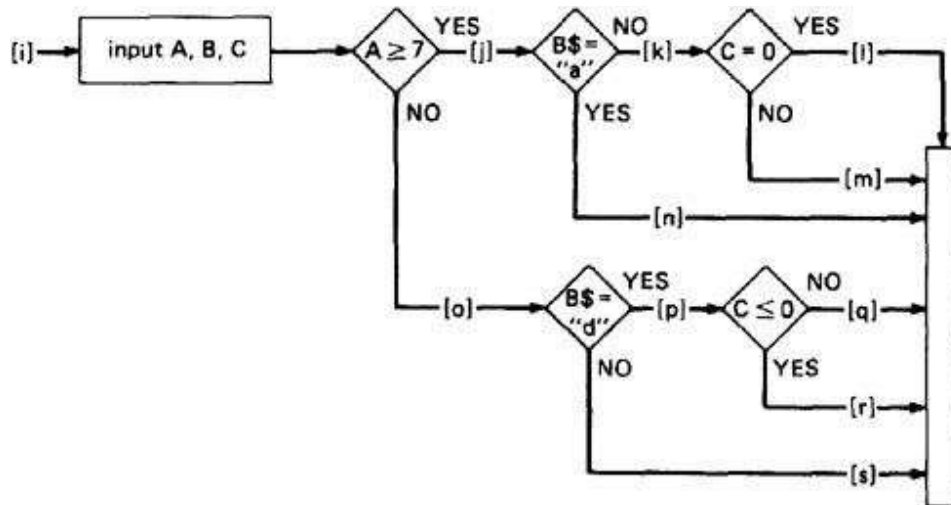 YES
NO
YES
[i]
input A, B, C
A ≥ 7
[j]
B$ =
"a"
[k]
C = 0
[l]
NO
YES
NO
[m]
[n]
YES
NO
[o]
B$ =
"d"
[p]
C ≤ 0
[q]
NO
YES
[r]
[s]